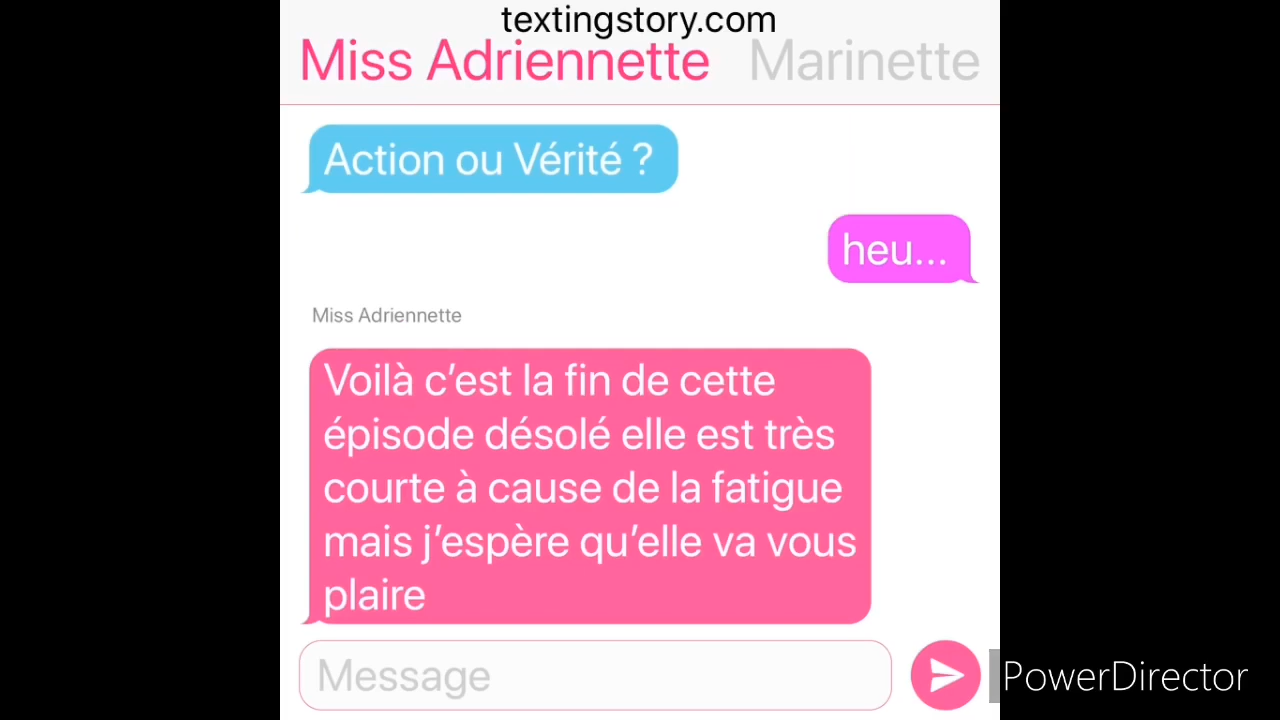 textingstory.com
Miss Adriennette Marinette
Action ou Vérité ?
heu...
Miss Adriennette
Voilà c’est la fin de cette
épisode désolé elle est très
courte à cause de la fatigue
mais j’espère qu’elle va vous
plaire
Message
PowerDirector